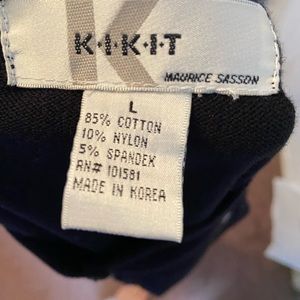 K·I·K·I·T
MAURICE SASSON
L
85% COTTON
10% NYLON
5% SPANDEX
RN# 101581
MADE IN KOREA